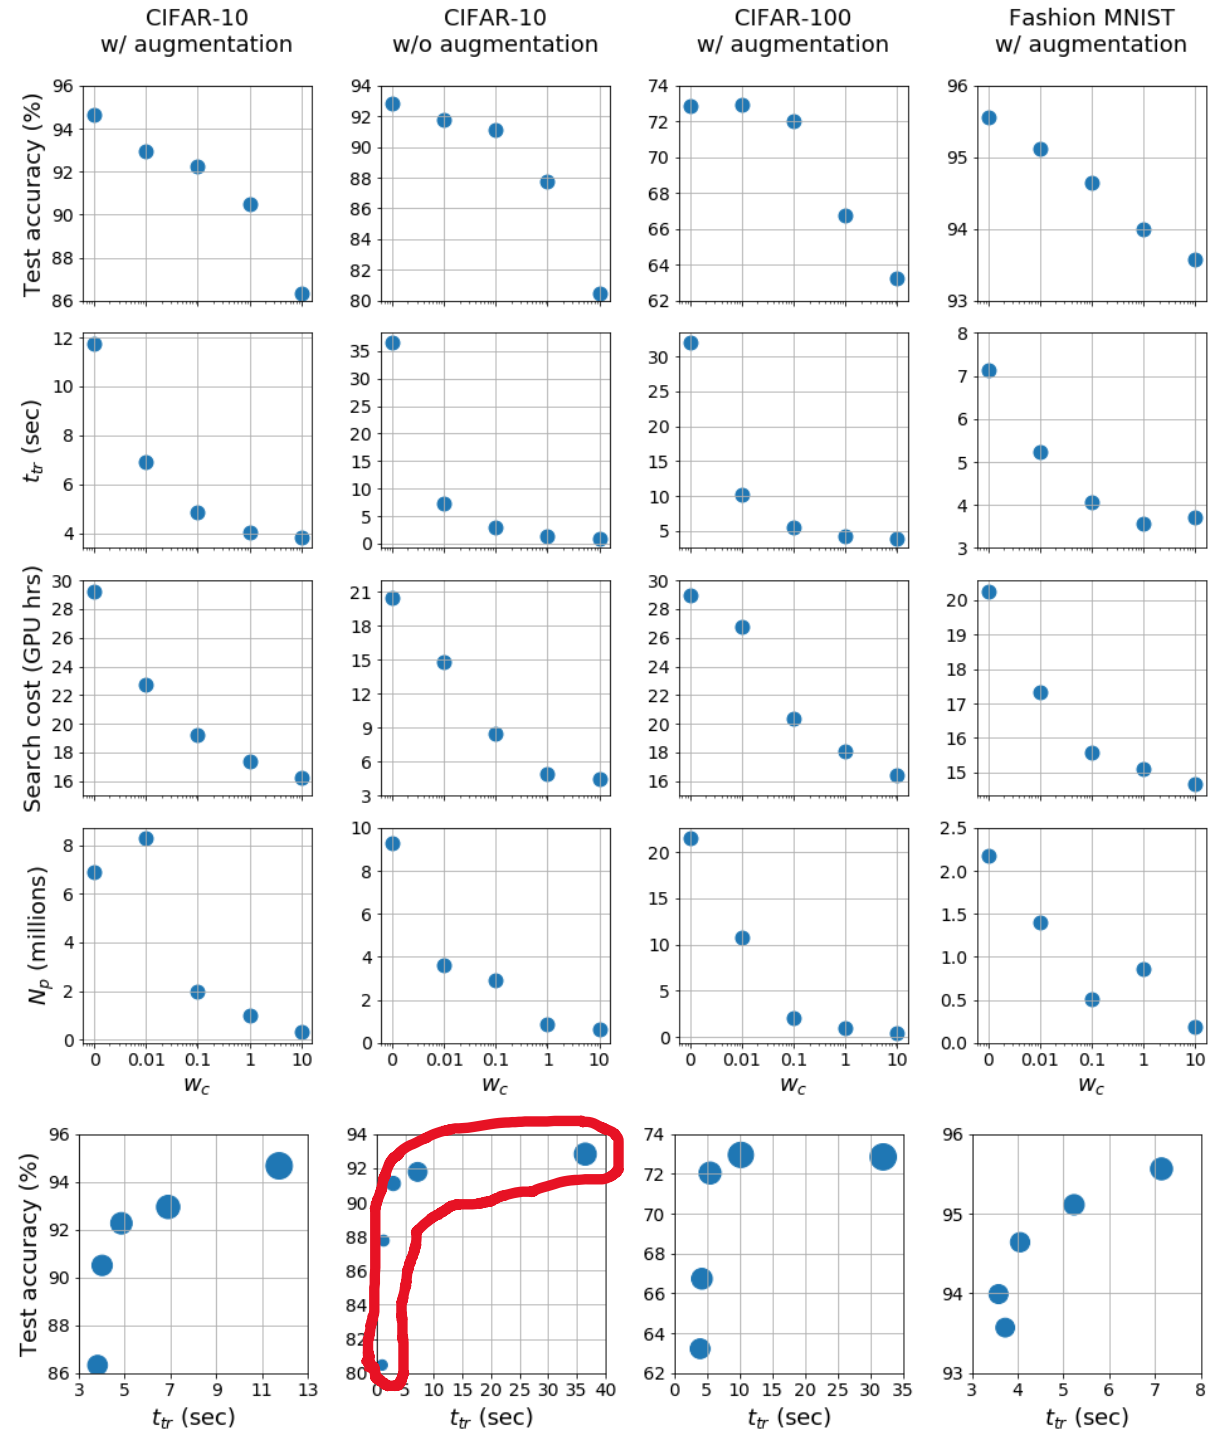 CIFAR-10 CIFAR-10 CIFAR-100 Fashion MNIST
w/ augmentation w/o augmentation w/ augmentation w/ augmentation
Test accuracy (%)
96 94 92 90 88 86
94 92 90 88 86 84 82 80
74 72 70 68 66 64 62
96 95 94 93
t_tr (sec)
12 10 8 6 4
35 30 25 20 15 10 5 0
30 25 20 15 10 5
8 7 6 5 4 3
Search cost (GPU hrs)
30 28 26 24 22 20 18 16
21 18 15 12 9 6 3
30 28 26 24 22 20 18 16
20 19 18 17 16 15
N_p (millions)
8 6 4 2 0
10 8 6 4 2 0
20 15 10 5 0
2.5 2.0 1.5 1.0 0.5 0.0
0 0.01 0.1 1 10 0 0.01 0.1 1 10 0 0.01 0.1 1 10 0 0.01 0.1 1 10
w_c w_c w_c w_c
Test accuracy (%)
96 94 92 90 88 86
94 92 90 88 86 84 82 80
74 72 70 68 66 64 62
96 95 94 93
3 5 7 9 11 13 0 5 10 15 20 25 30 35 40 0 5 10 15 20 25 30 35 3 4 5 6 7 8
t_tr (sec) t_tr (sec) t_tr (sec) t_tr (sec)